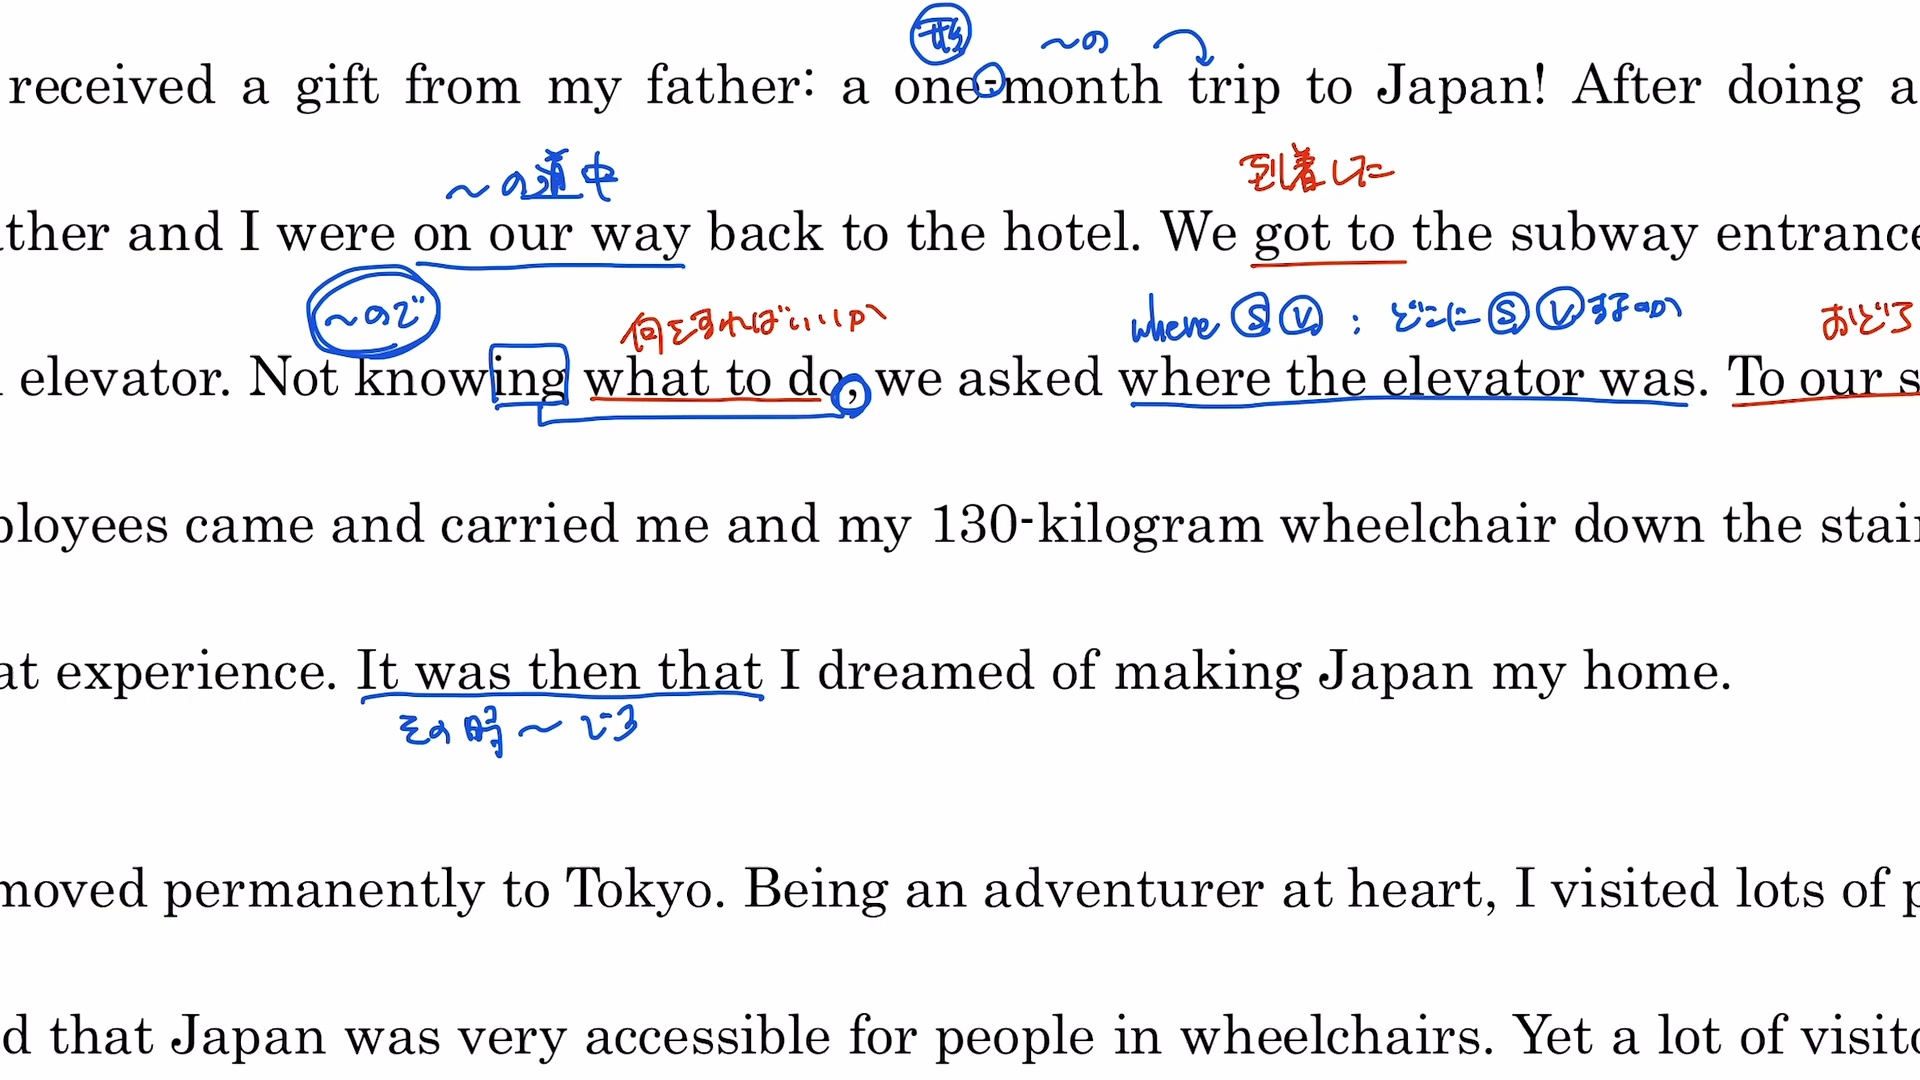 形 〜の
received a gift from my father: a one-month trip to Japan! After doing a
〜の道中 到着した
ther and I were on our way back to the hotel. We got to the subway entrance
〜ので 何をすればいいか where S V : どこに S V するのか おどろ
elevator. Not knowing what to do, we asked where the elevator was. To our s
ployees came and carried me and my 130-kilogram wheelchair down the stair
at experience. It was then that I dreamed of making Japan my home.
その時〜
moved permanently to Tokyo. Being an adventurer at heart, I visited lots of p
d that Japan was very accessible for people in wheelchairs. Yet a lot of visito